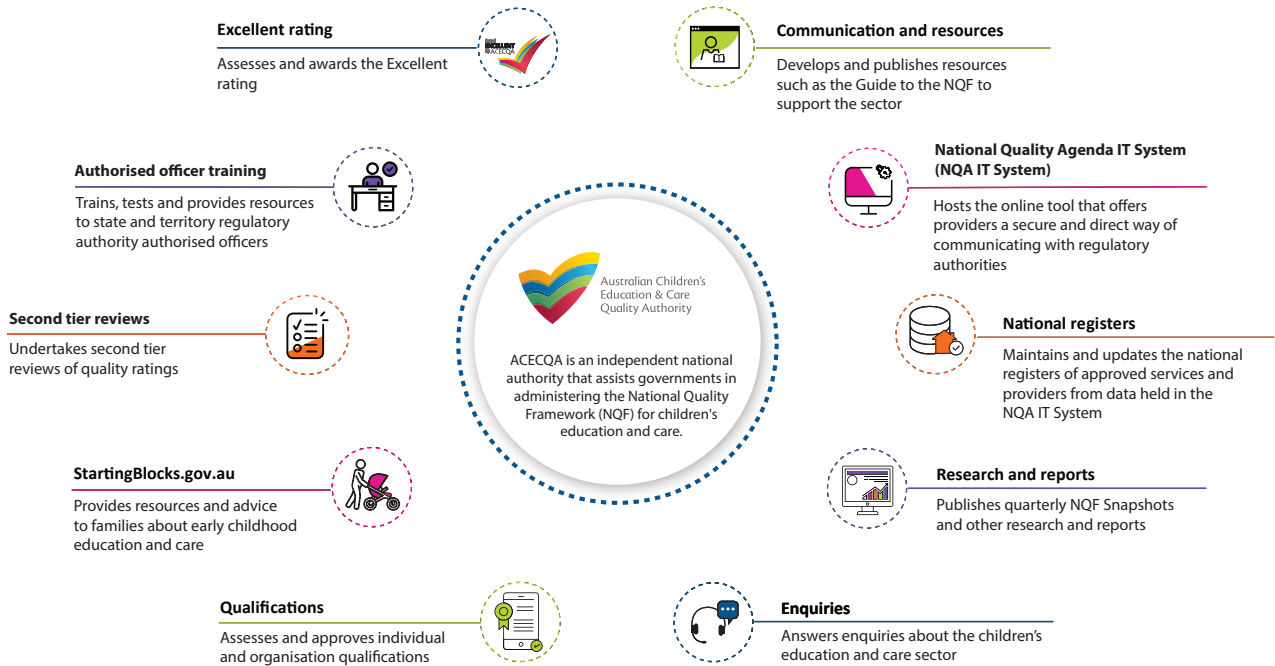 Excellent rating
Assesses and awards the Excellent
rating
EXCELLENT
ACECQA
Communication and resources
Develops and publishes resources
such as the Guide to the NQF to
support the sector
Authorised officer training
Trains, tests and provides resources
to state and territory regulatory
authority authorised officers
National Quality Agenda IT System
(NQA IT System)
Hosts the online tool that offers
providers a secure and direct way of
communicating with regulatory
authorities
Australian Children's
Education & Care
Quality Authority
ACECQA is an independent national
authority that assists governments in
administering the National Quality
Framework (NQF) for children's
education and care.
Second tier reviews
Undertakes second tier
reviews of quality ratings
National registers
Maintains and updates the national
registers of approved services and
providers from data held in the
NQA IT System
StartingBlocks.gov.au
Provides resources and advice
to families about early childhood
education and care
Research and reports
Publishes quarterly NQF Snapshots
and other research and reports
Qualifications
Assesses and approves individual
and organisation qualifications
Enquiries
Answers enquiries about the children's
education and care sector